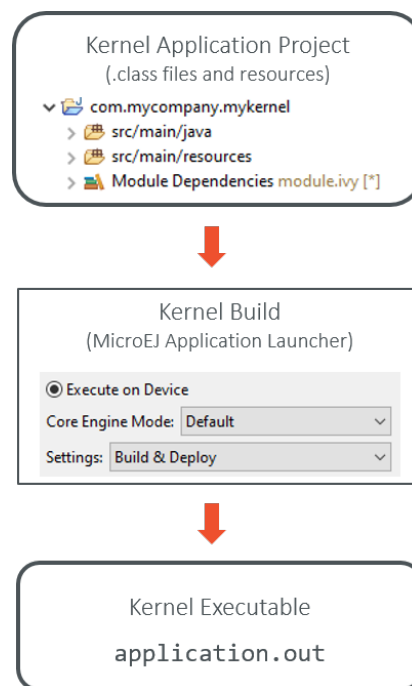 Kernel Application Project
(.class files and resources)
com.mycompany.mykernel
src/main/java
src/main/resources
Module Dependencies module.ivy [*]
Kernel Build
(MicroEJ Application Launcher)
Execute on Device
Core Engine Mode: Default
Settings: Build & Deploy
Kernel Executable
application.out